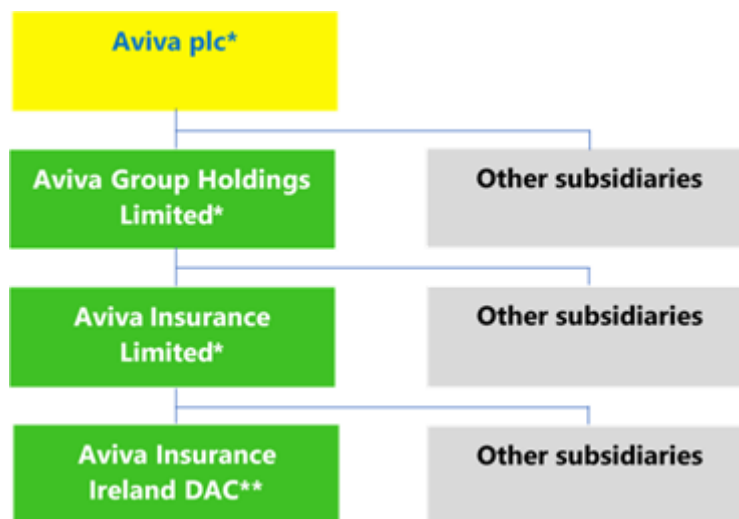 Aviva plc*
Aviva Group Holdings
Limited*
Other subsidiaries
Aviva Insurance
Limited*
Other subsidiaries
Aviva Insurance
Ireland DAC**
Other subsidiaries